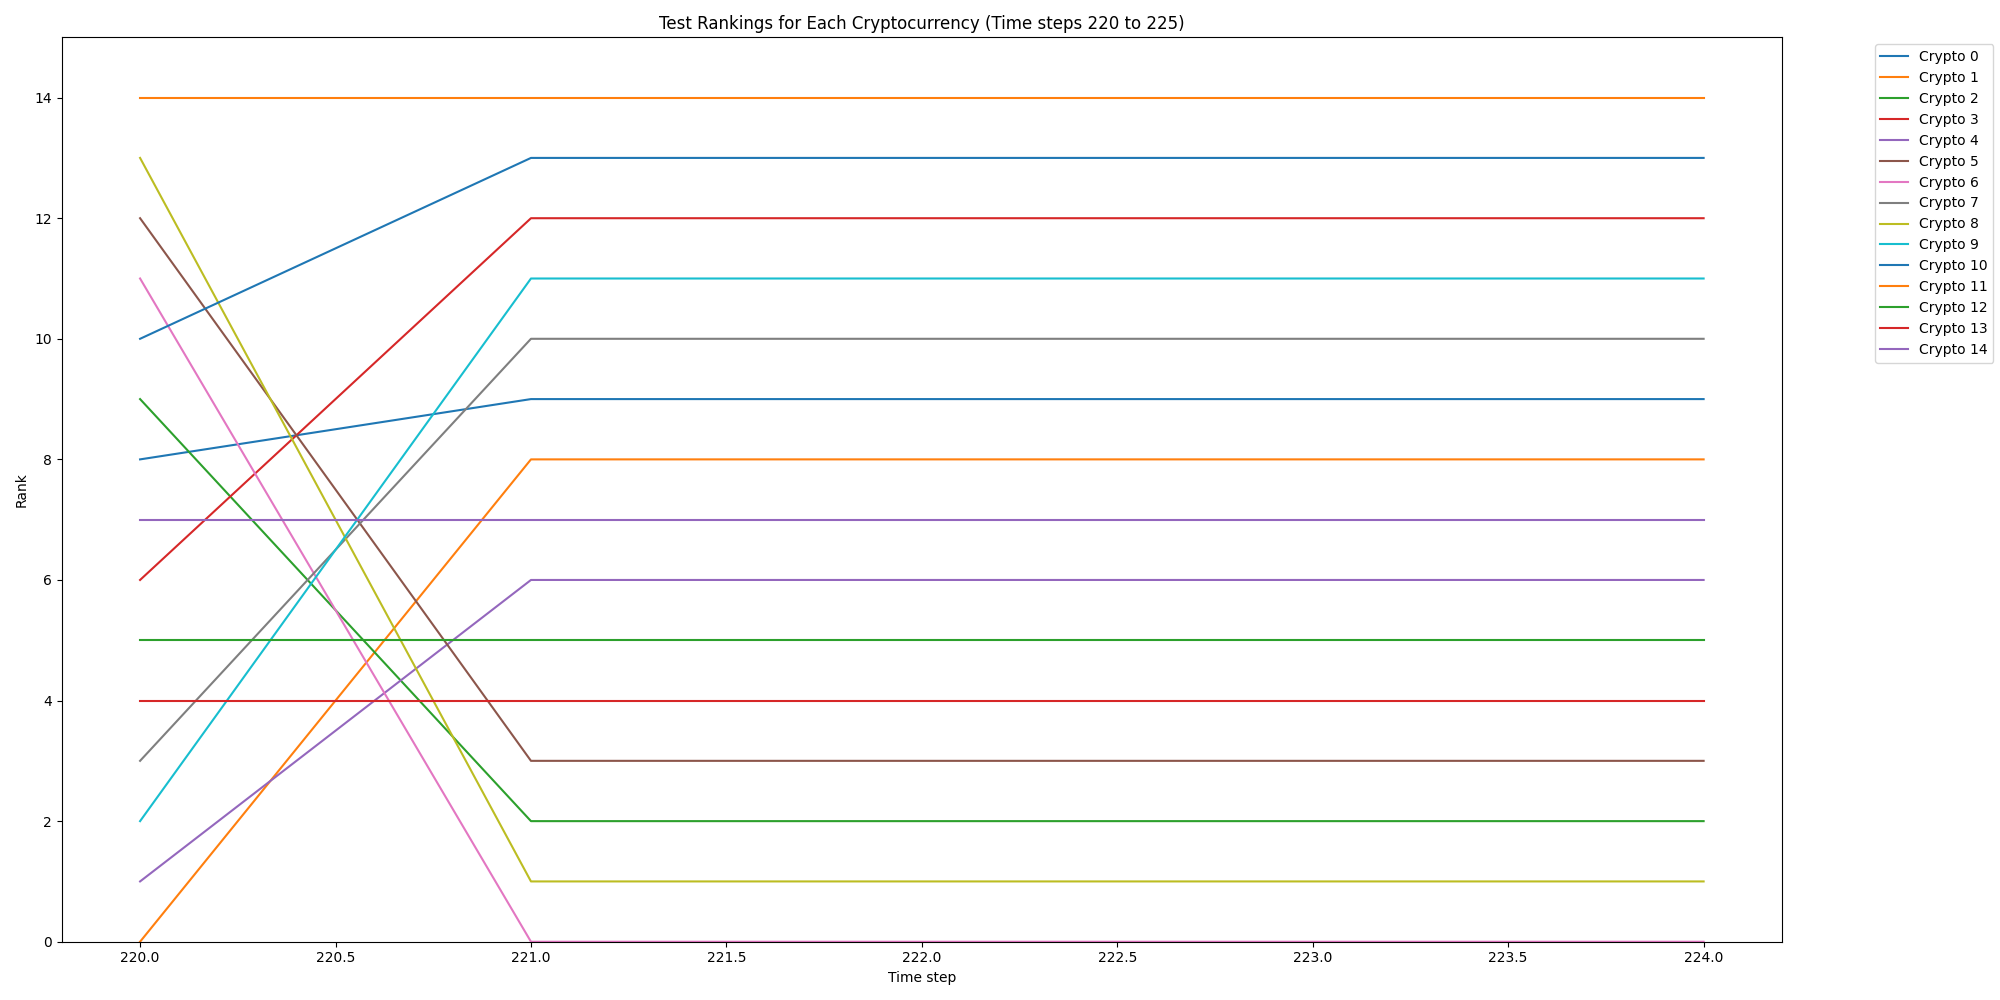 Test Rankings for Each Cryptocurrency (Time steps 220 to 225)
14
12
10
8
6
4
2
0
Rank
220.0 220.5 221.0 221.5 222.0 222.5 223.0 223.5 224.0
Time step
Crypto 0
Crypto 1
Crypto 2
Crypto 3
Crypto 4
Crypto 5
Crypto 6
Crypto 7
Crypto 8
Crypto 9
Crypto 10
Crypto 11
Crypto 12
Crypto 13
Crypto 14